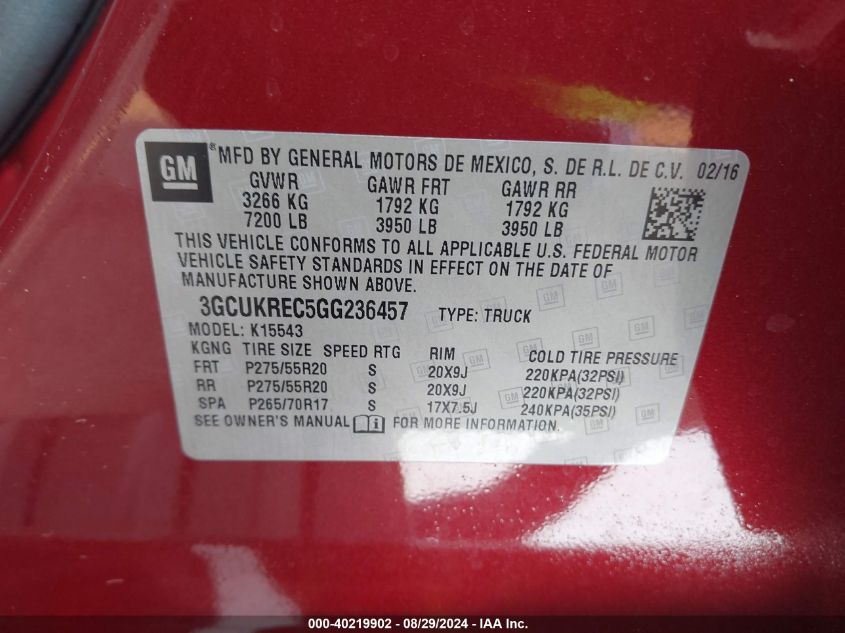 GM ® MFD BY GENERAL MOTORS DE MEXICO, S. DE R.L. DE C.V. 02/16
GVWR GAWR FRT GAWR RR
3266 KG 1792 KG 1792 KG
7200 LB 3950 LB 3950 LB
THIS VEHICLE CONFORMS TO ALL APPLICABLE U.S. FEDERAL MOTOR
VEHICLE SAFETY STANDARDS IN EFFECT ON THE DATE OF
MANUFACTURE SHOWN ABOVE.
3GCUKREC5GG236457 TYPE: TRUCK
MODEL: K15543
KGNG TIRE SIZE SPEED RTG RIM COLD TIRE PRESSURE
FRT P275/55R20 S 20X9J 220KPA(32PSI)
RR P275/55R20 S 20X9J 220KPA(32PSI)
SPA P265/70R17 S 17X7.5J 240KPA(35PSI)
SEE OWNER'S MANUAL FOR MORE INFORMATION.
000-40219902 - 08/29/2024 - IAA Inc.